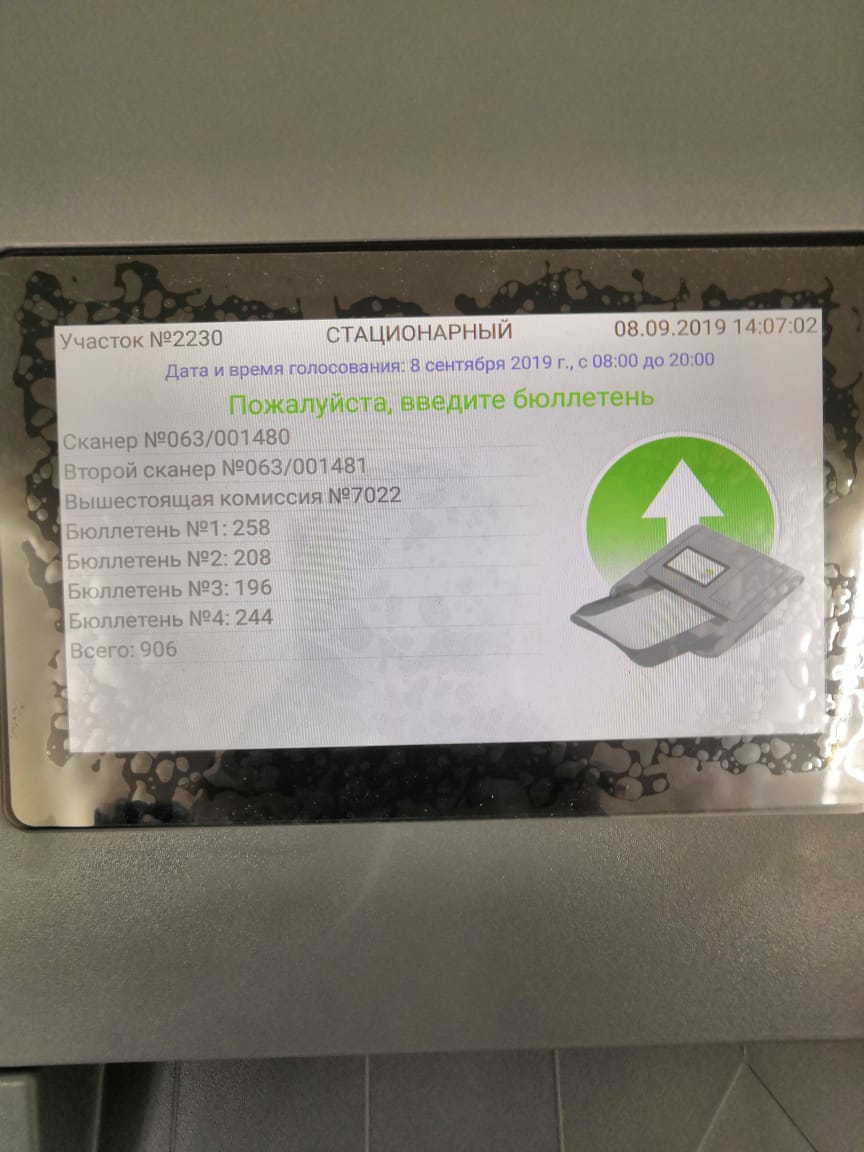 Участок №2230 СТАЦИОНАРНЫЙ 08.09.2019 14:07:02
Дата и время голосования: 8 сентября 2019 г., с 08:00 до 20:00
Пожалуйста, введите бюллетень
Сканер №063/001480
Второй сканер №063/001481
Вышестоящая комиссия №7022
Бюллетень №1: 258
Бюллетень №2: 208
Бюллетень №3: 196
Бюллетень №4: 244
Всего: 906